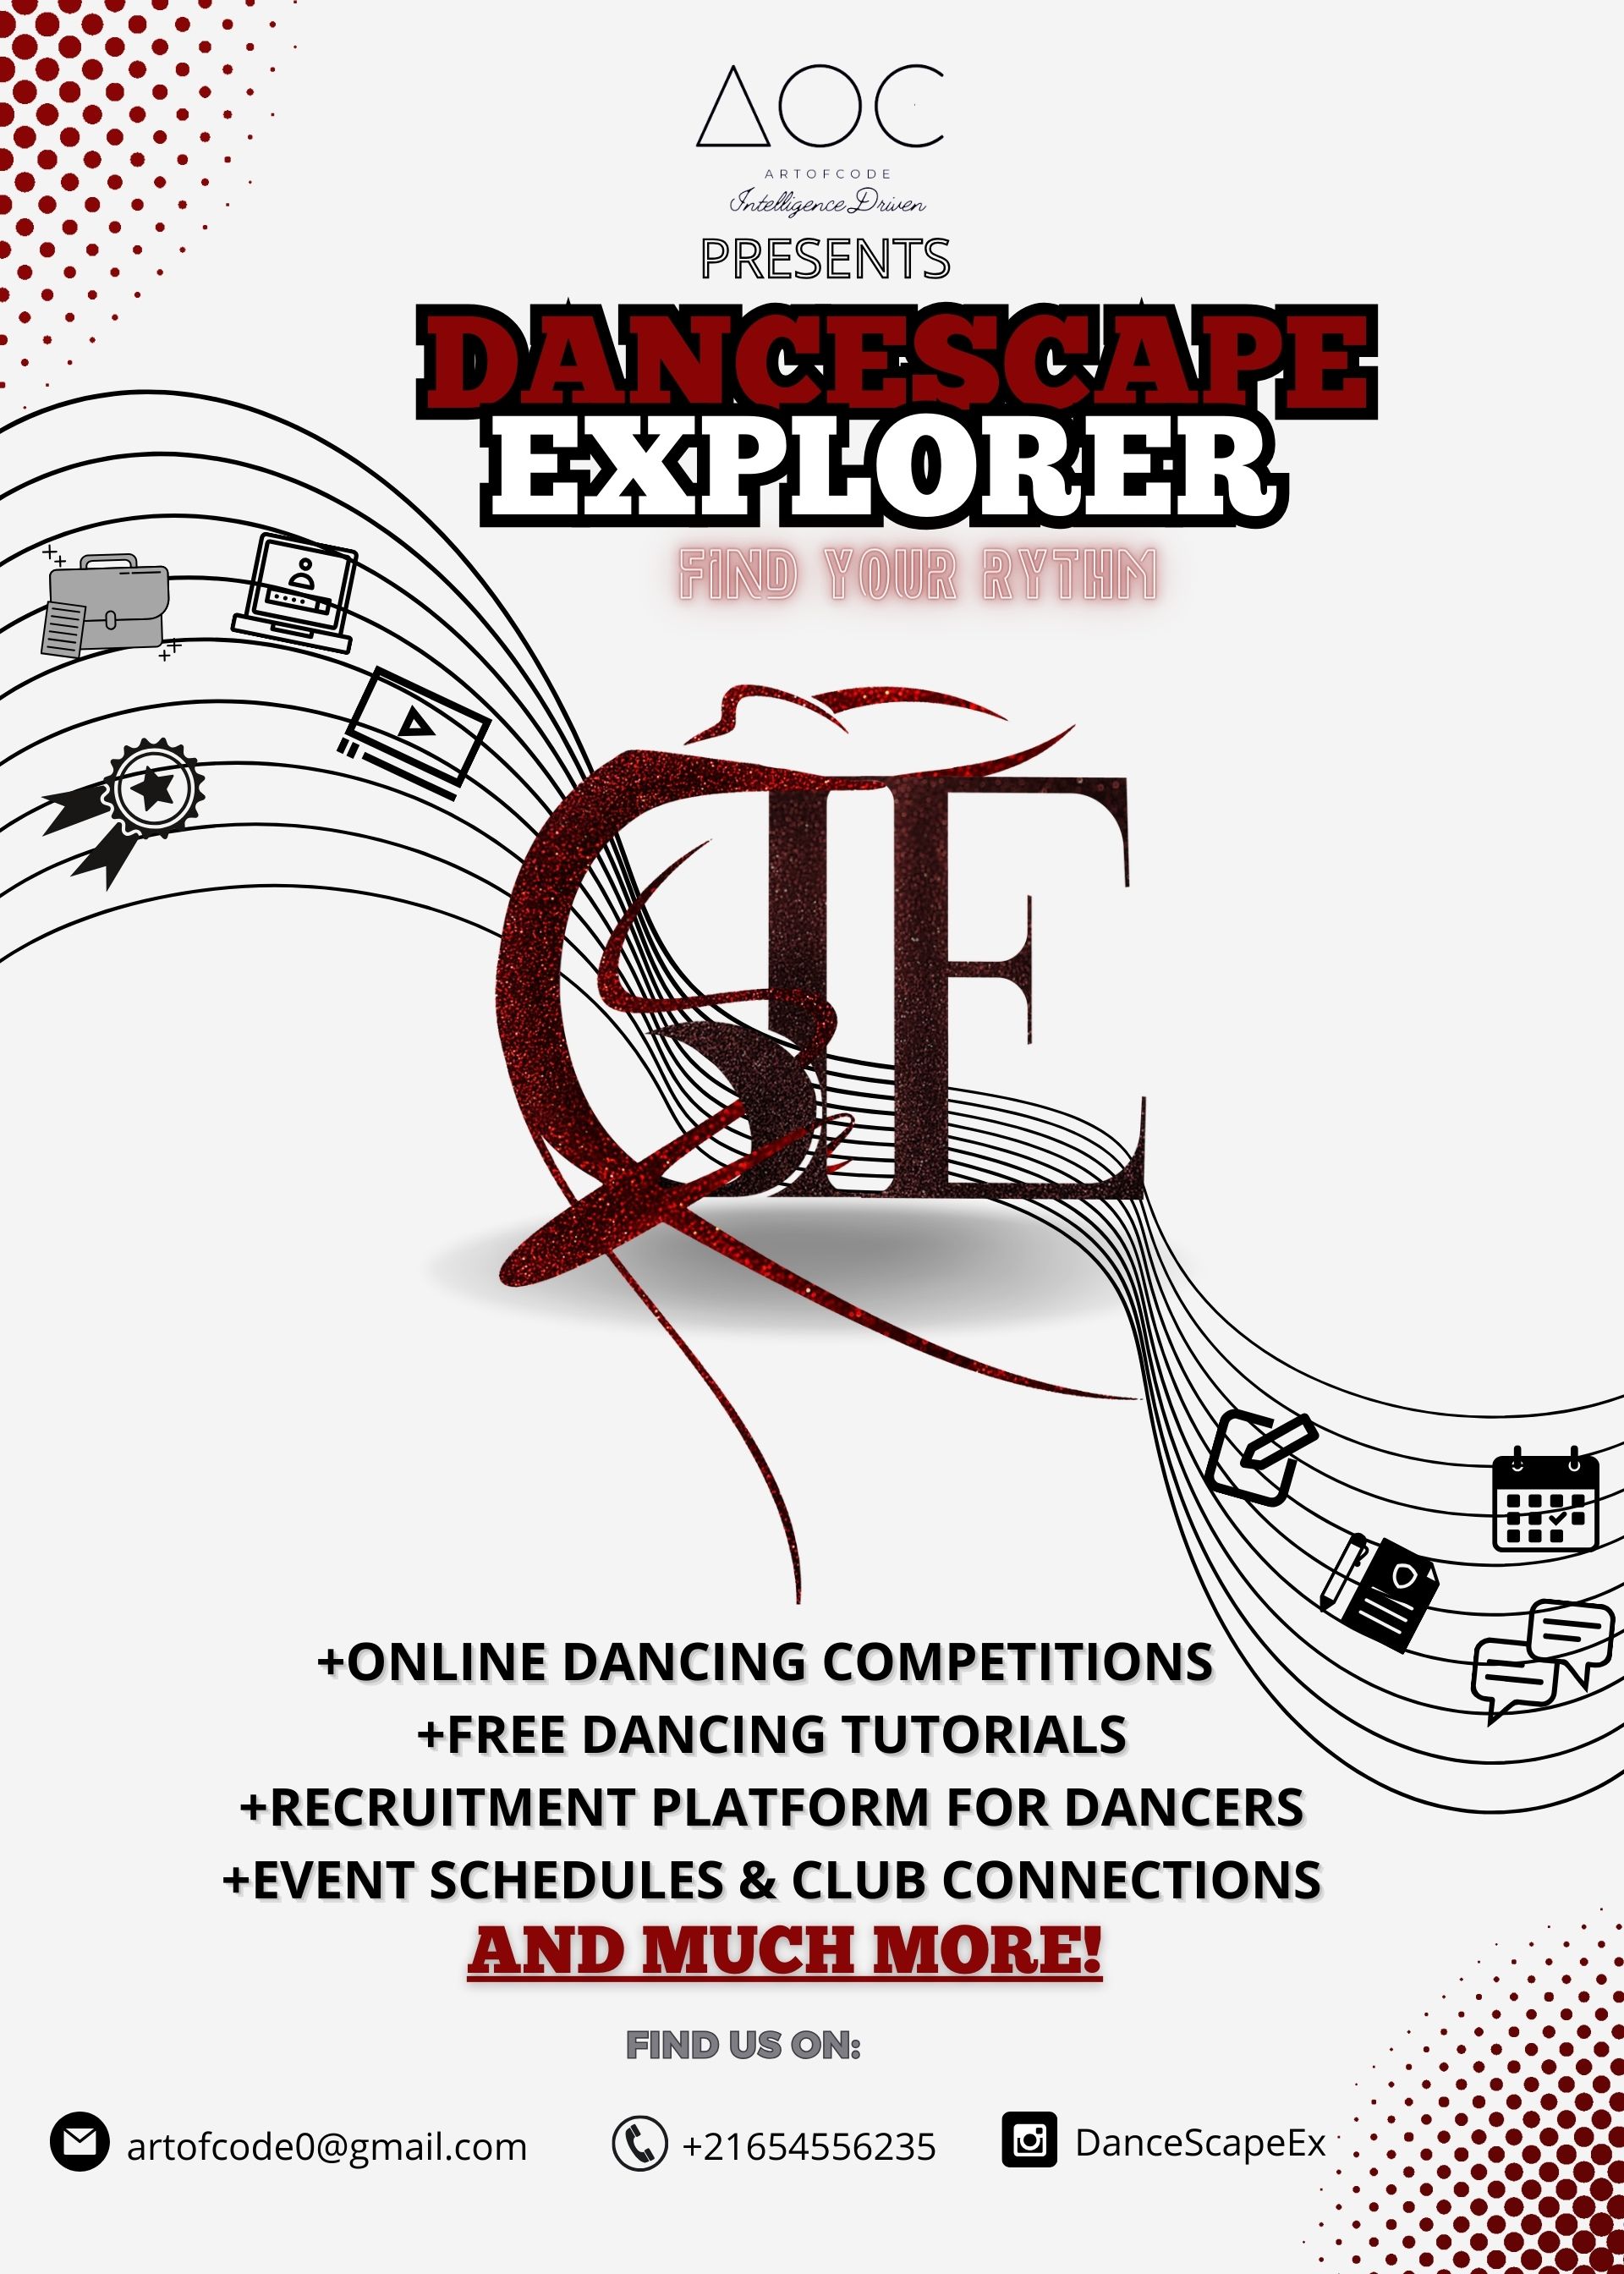 AOC
ARTOFCODE
Intelligence Driven
PRESENTS
DANCESCAPE
EXPLORER
FIND YOUR RYTHM
+ONLINE DANCING COMPETITIONS
+FREE DANCING TUTORIALS
+RECRUITMENT PLATFORM FOR DANCERS
+EVENT SCHEDULES & CLUB CONNECTIONS
AND MUCH MORE!
FIND US ON:
artofcode0@gmail.com
+21654556235
DanceScapeEx